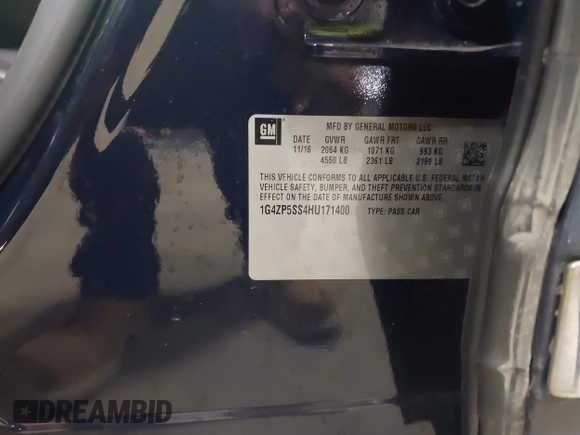 GM
MFD BY GENERAL MOTORS LLC
DATE GVWR GAWR FRT GAWR RR
11/16 2064 KG 1071 KG 993 KG
4550 LB 2361 LB 2189 LB
THIS VEHICLE CONFORMS TO ALL APPLICABLE U.S. FEDERAL MOTOR
VEHICLE SAFETY, BUMPER, AND THEFT PREVENTION STANDARDS IN
EFFECT ON THE DATE OF MANUFACTURE SHOWN ABOVE.
1G4ZP5SS4HU171400 TYPE: PASS CAR
DREAMBID